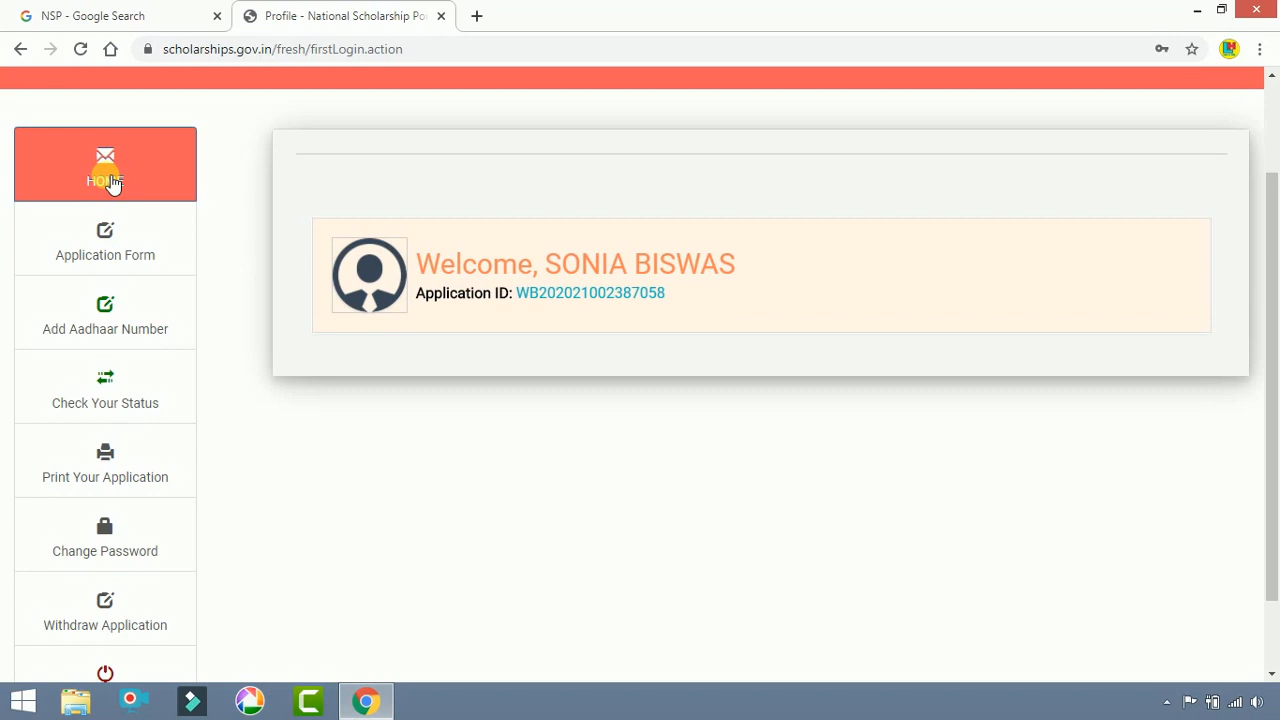 NSP - Google Search
Profile - National Scholarship Po
scholarships.gov.in/fresh/firstLogin.action
HOME
Application Form
Add Aadhaar Number
Check Your Status
Print Your Application
Change Password
Withdraw Application
Welcome, SONIA BISWAS
Application ID: WB202021002387058